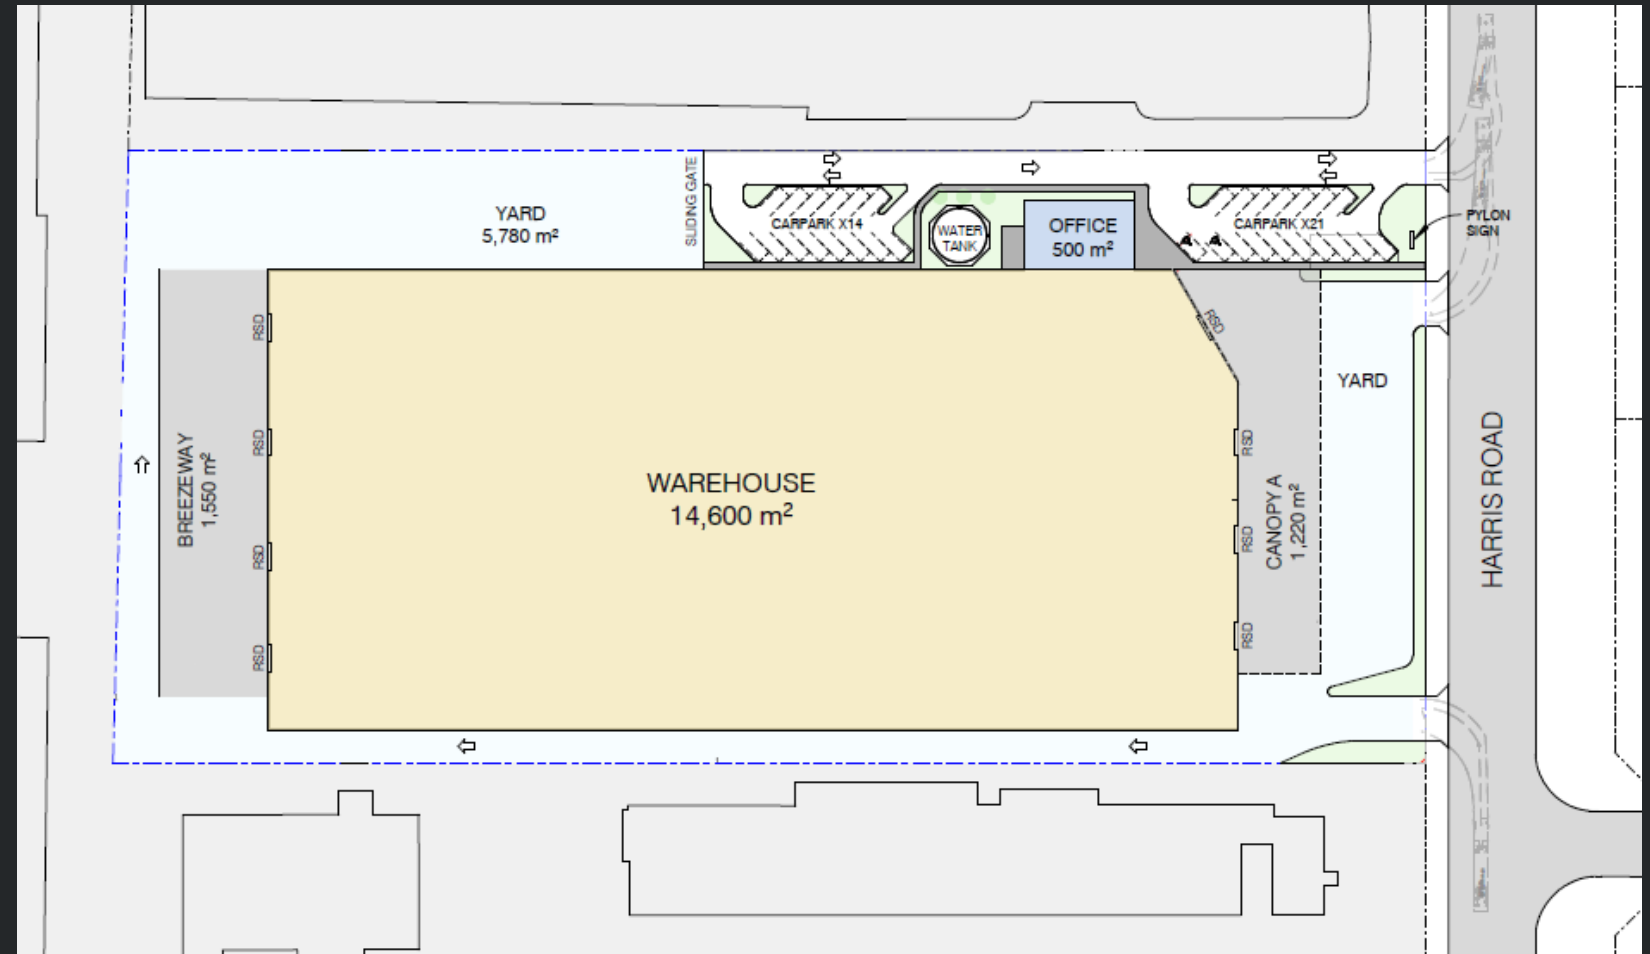 YARD
5,780 m²
SLIDING GATE
CARPARK X14
WATER
TANK
OFFICE
500 m²
CARPARK X21
PYLON
SIGN
RSD
RSD
RSD
RSD
BREEZEWAY
1,550 m²
WAREHOUSE
14,600 m²
RSD
RSD
RSD
RSD
CANOPY A
1,220 m²
YARD
HARRIS ROAD